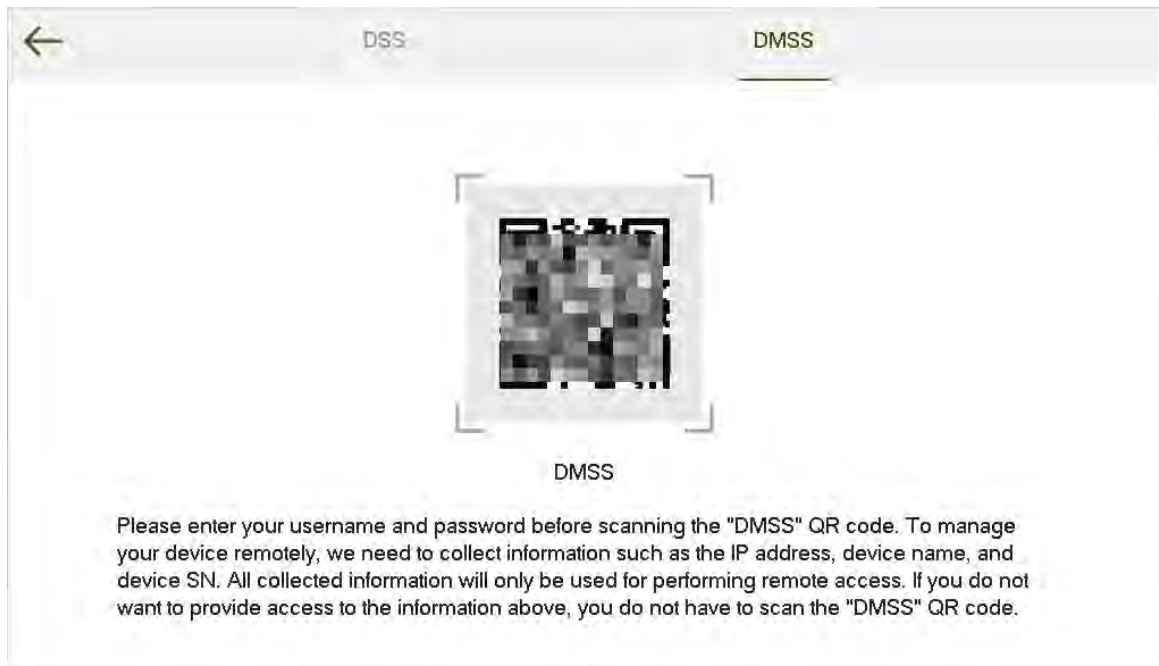 DSS
DMSS
DMSS
Please enter your username and password before scanning the "DMSS" QR code. To manage
your device remotely, we need to collect information such as the IP address, device name, and
device SN. All collected information will only be used for performing remote access. If you do not
want to provide access to the information above, you do not have to scan the "DMSS" QR code.